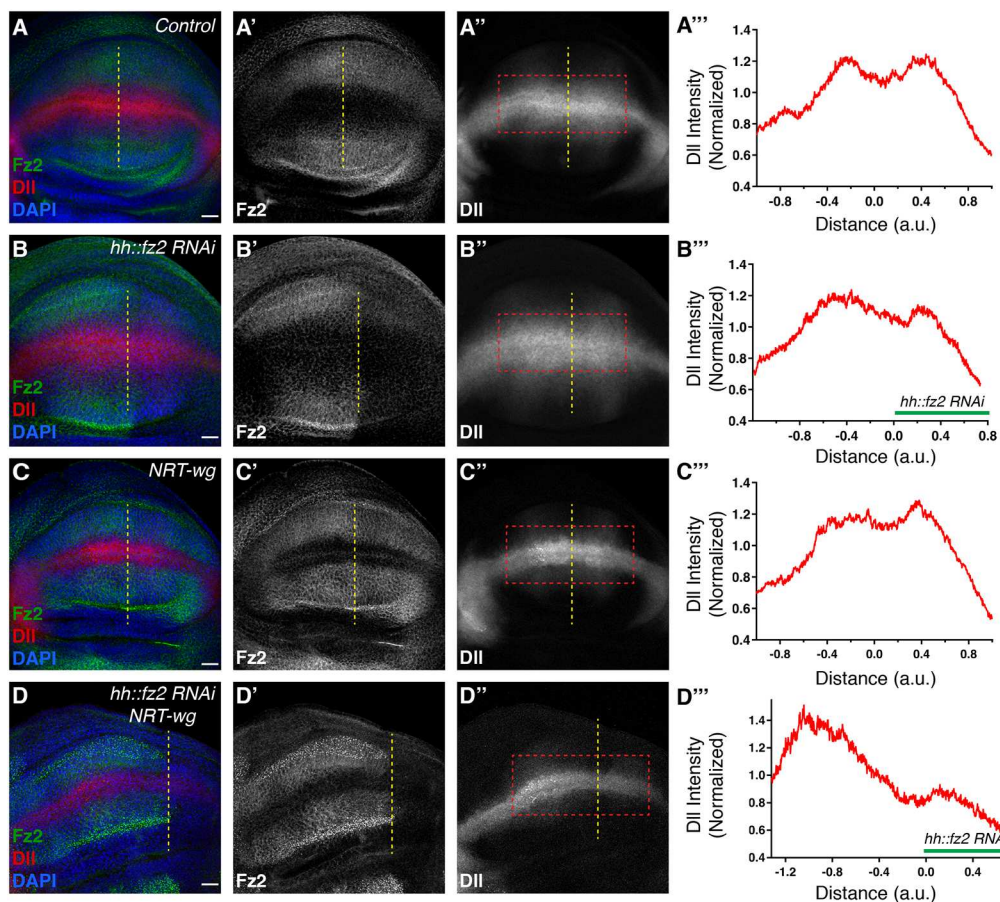 A
Control
Fz2
Dll
DAPI
A'
Fz2
A''
Dll
A'''
Dll Intensity
(Normalized)
1.4
1.2
1.0
0.8
0.6
0.4
-0.8
-0.4
0.0
0.4
0.8
Distance (a.u.)
B
hh::fz2 RNAi
Fz2
Dll
DAPI
B'
Fz2
B''
Dll
B'''
Dll Intensity
(Normalized)
1.4
1.2
1.0
0.8
0.6
0.4
hh::fz2 RNAi
-0.8
-0.4
0.0
0.4
0.8
Distance (a.u.)
C
NRT-wg
Fz2
Dll
DAPI
C'
Fz2
C''
Dll
C'''
Dll Intensity
(Normalized)
1.4
1.2
1.0
0.8
0.6
0.4
-0.8
-0.4
0.0
0.4
0.8
Distance (a.u.)
D
hh::fz2 RNAi
NRT-wg
Fz2
Dll
DAPI
D'
Fz2
D''
Dll
D'''
Dll Intensity
(Normalized)
1.4
1.2
1.0
0.8
0.6
0.4
hh::fz2 RNA
-1.2
-0.8
-0.4
0.0
0.4
Distance (a.u.)